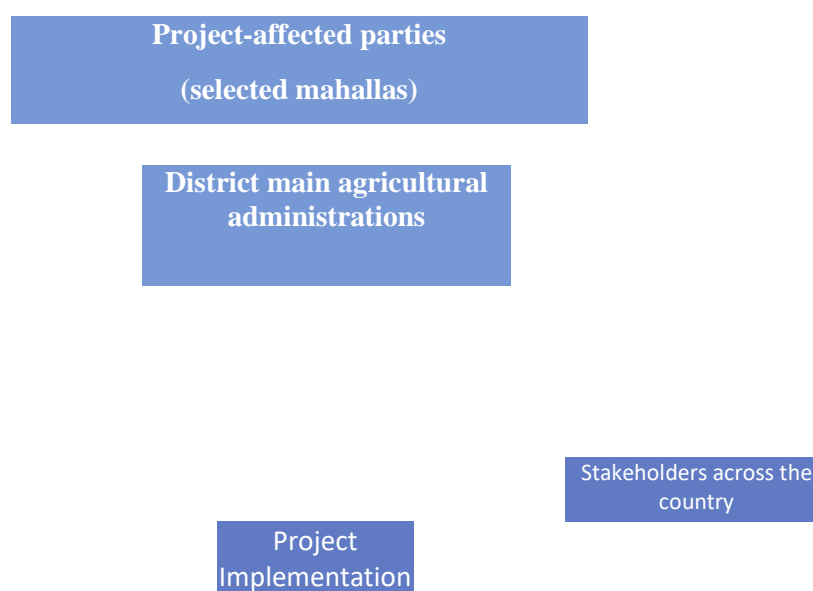 Project-affected parties
(selected mahallas)
District main agricultural
administrations
Stakeholders across the
country
Project
Implementation